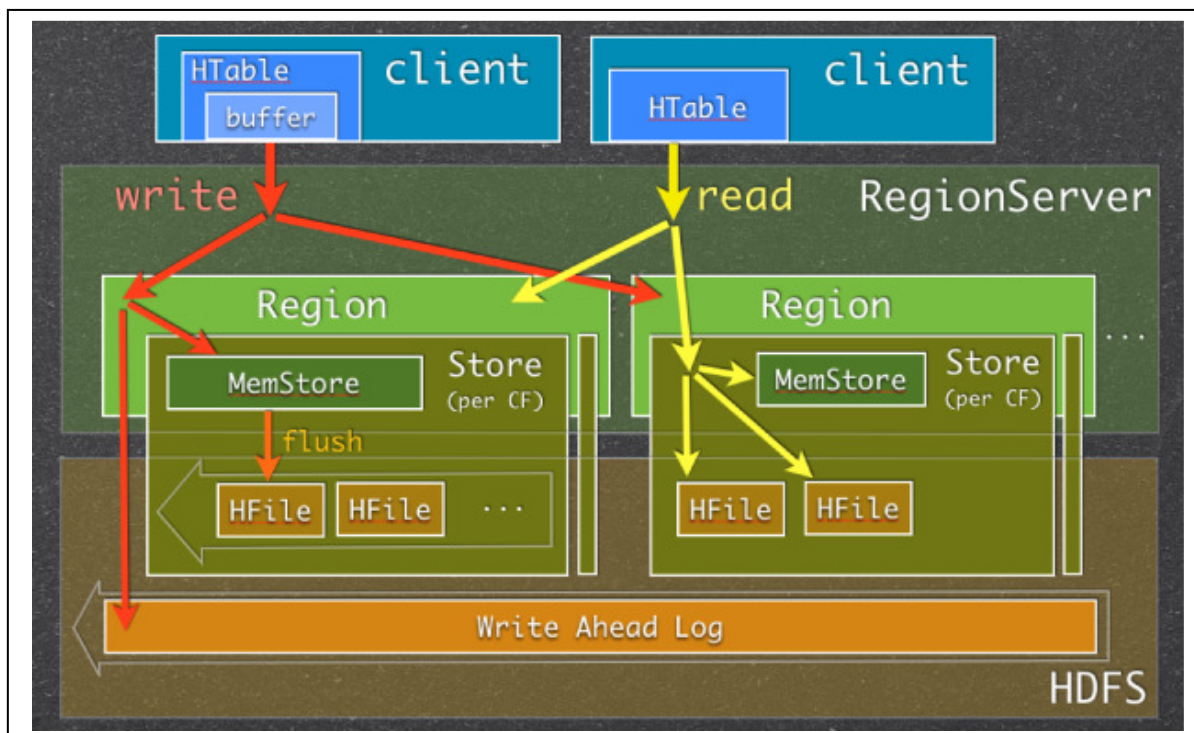 HTable
client
buffer
client
HTable
write
read
RegionServer
Region
Region
...
MemStore
Store
(per CF)
MemStore
Store
(per CF)
flush
HFile
HFile
...
HFile
HFile
Write Ahead Log
HDFS